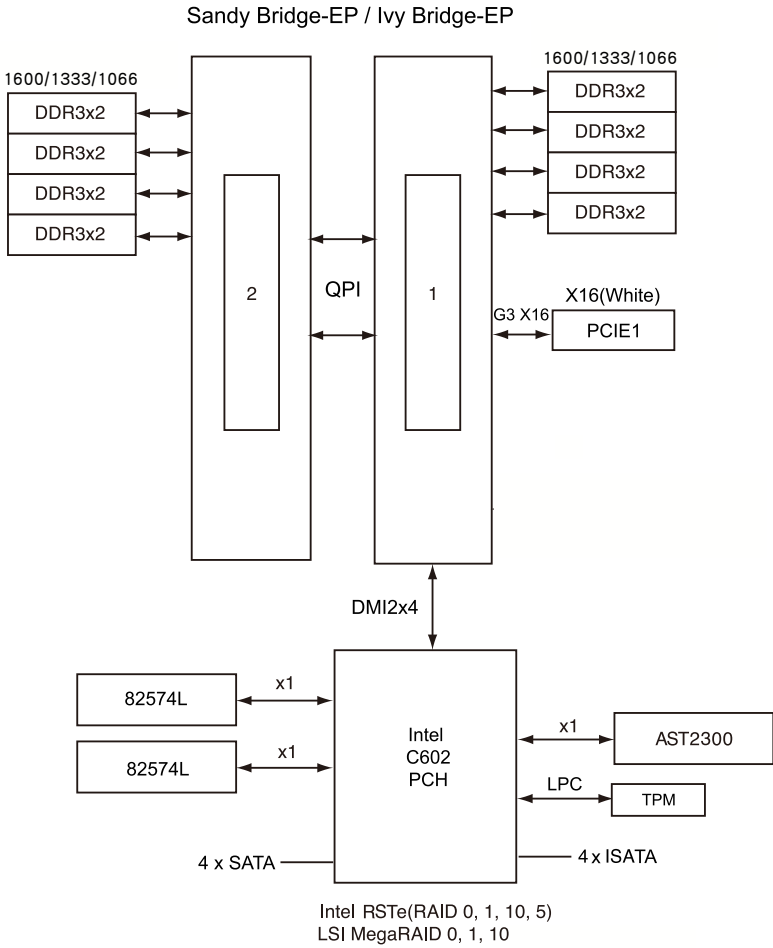 Sandy Bridge-EP / Ivy Bridge-EP
1600/1333/1066
DDR3x2
DDR3x2
DDR3x2
DDR3x2
1600/1333/1066
DDR3x2
DDR3x2
DDR3x2
DDR3x2
2
QPI
1
X16(White)
G3 X16
PCIE1
DMI2x4
82574L
x1
82574L
x1
Intel
C602
PCH
x1
AST2300
LPC
TPM
4 x SATA
4 x ISATA
Intel RSTe(RAID 0, 1, 10, 5)
LSI MegaRAID 0, 1, 10